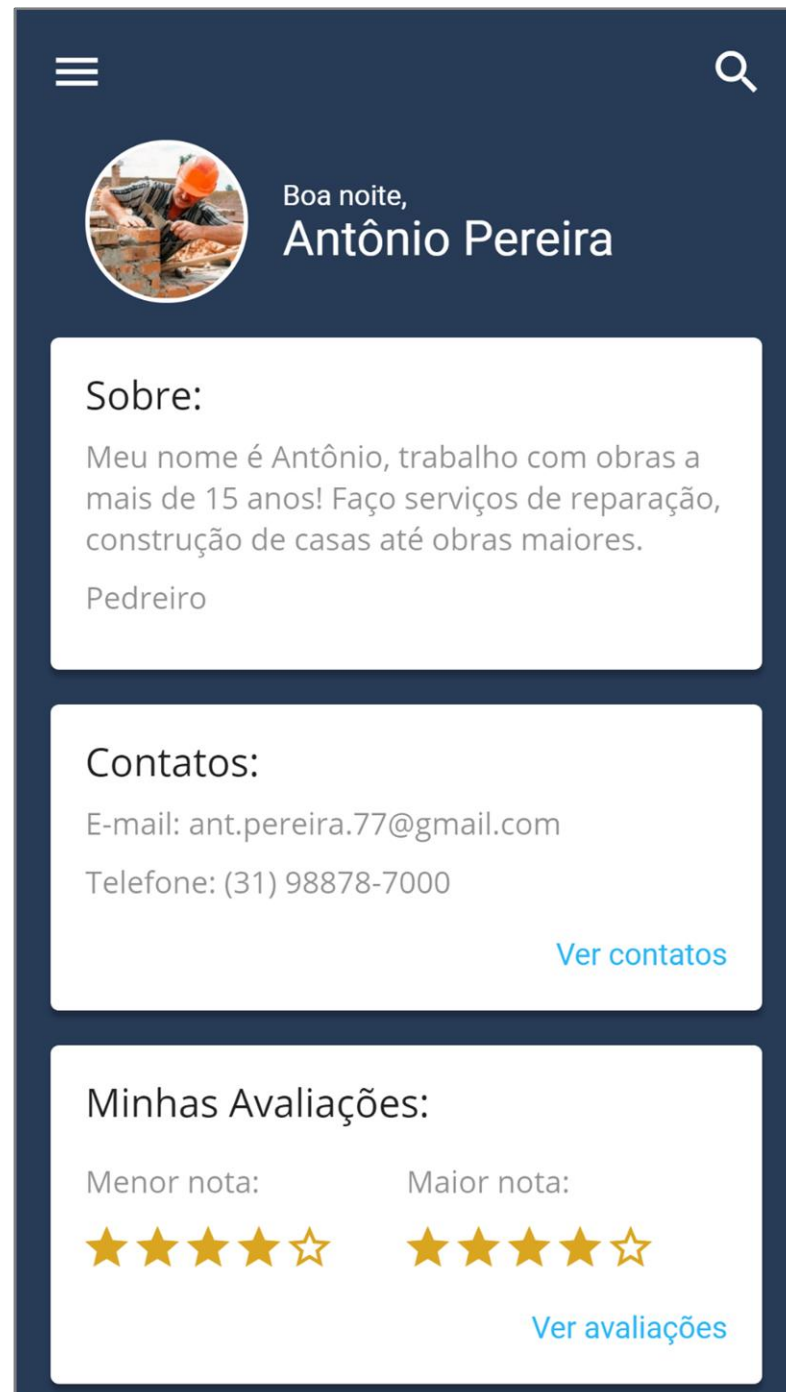 Boa noite,
Antônio Pereira
Sobre:
Meu nome é Antônio, trabalho com obras a
mais de 15 anos! Faço serviços de reparação,
construção de casas até obras maiores.
Pedreiro
Contatos:
E-mail: ant.pereira.77@gmail.com
Telefone: (31) 98878-7000
Ver contatos
Minhas Avaliações:
Menor nota: Maior nota:
Ver avaliações